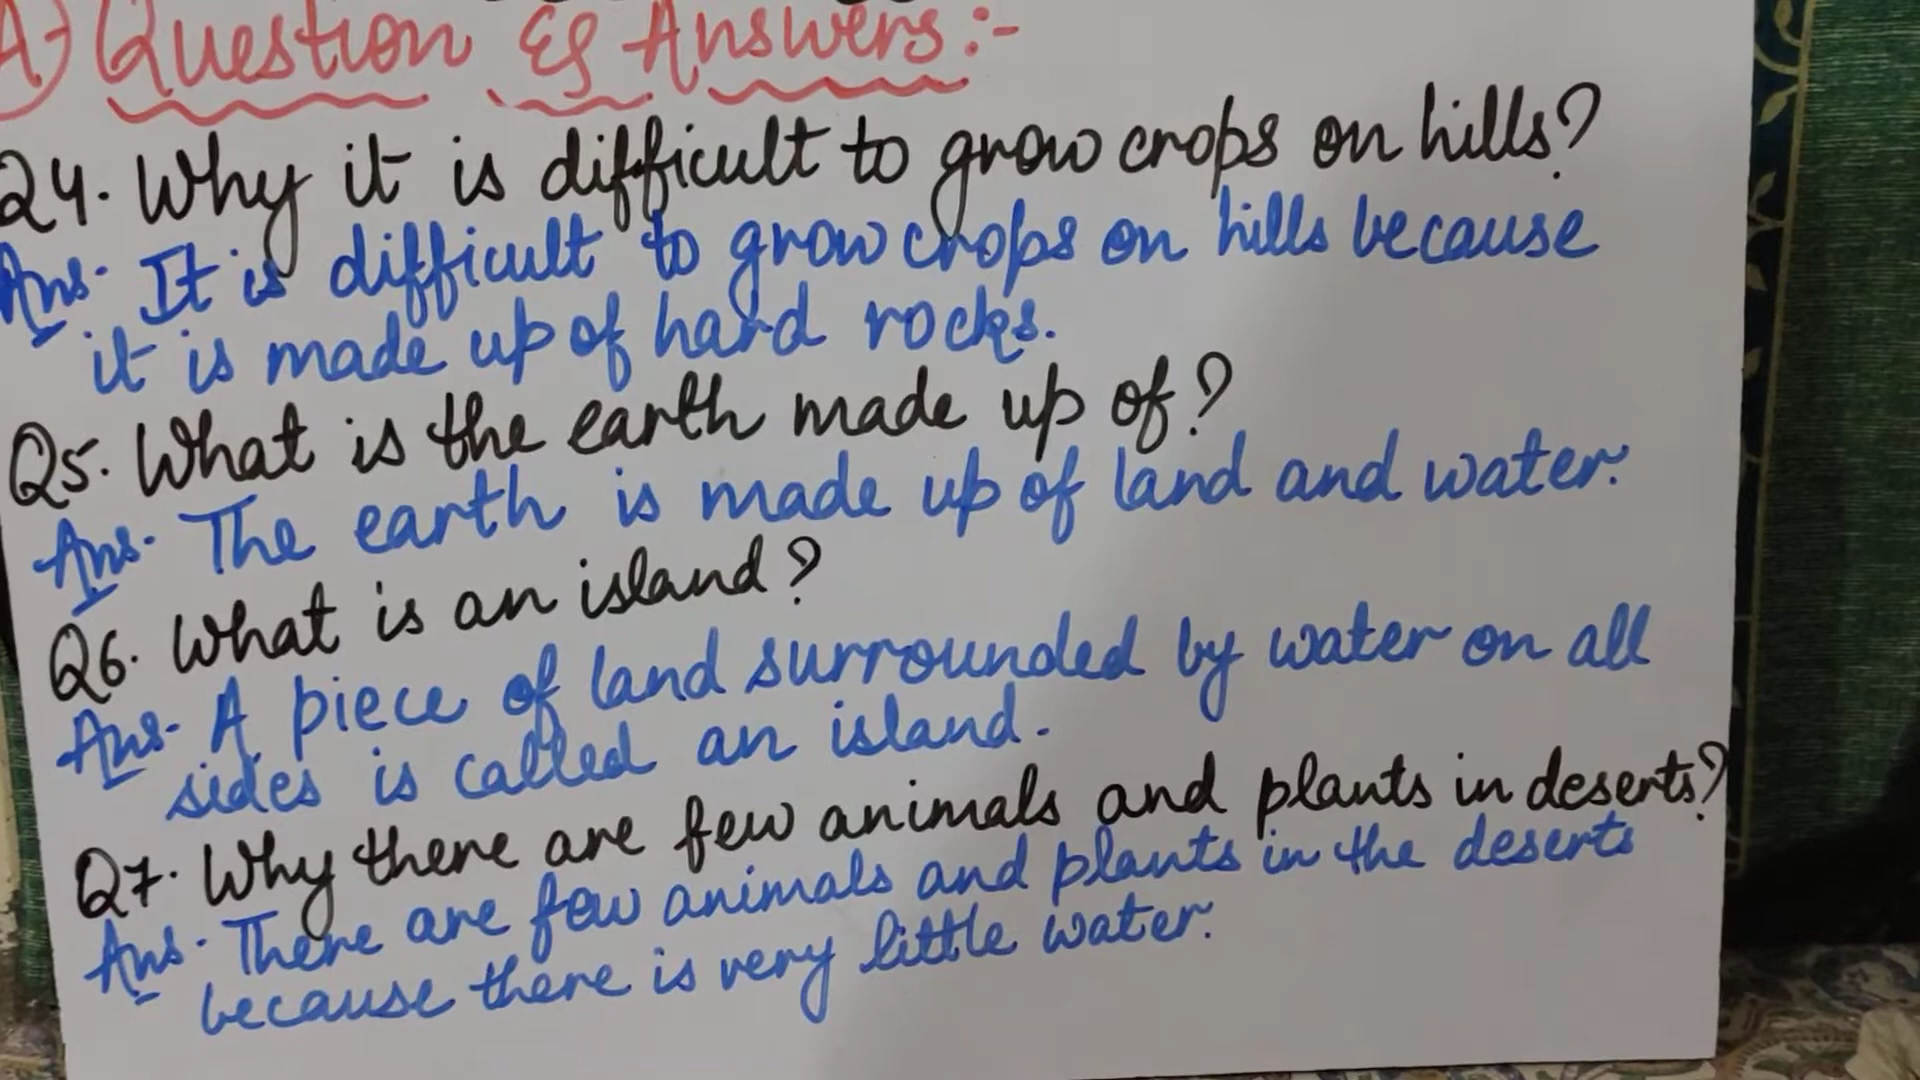 A) Question & Answers:-
Q4. Why it is difficult to grow crops on hills?
Ans. It is difficult to grow crops on hills because
it is made up of hard rocks.
Q5. What is the earth made up of?
Ans. The earth is made up of land and water.
Q6. What is an island?
Ans. A piece of land surrounded by water on all
sides is called an island.
Q7. Why there are few animals and plants in deserts?
Ans. There are few animals and plants in the deserts
because there is very little water.